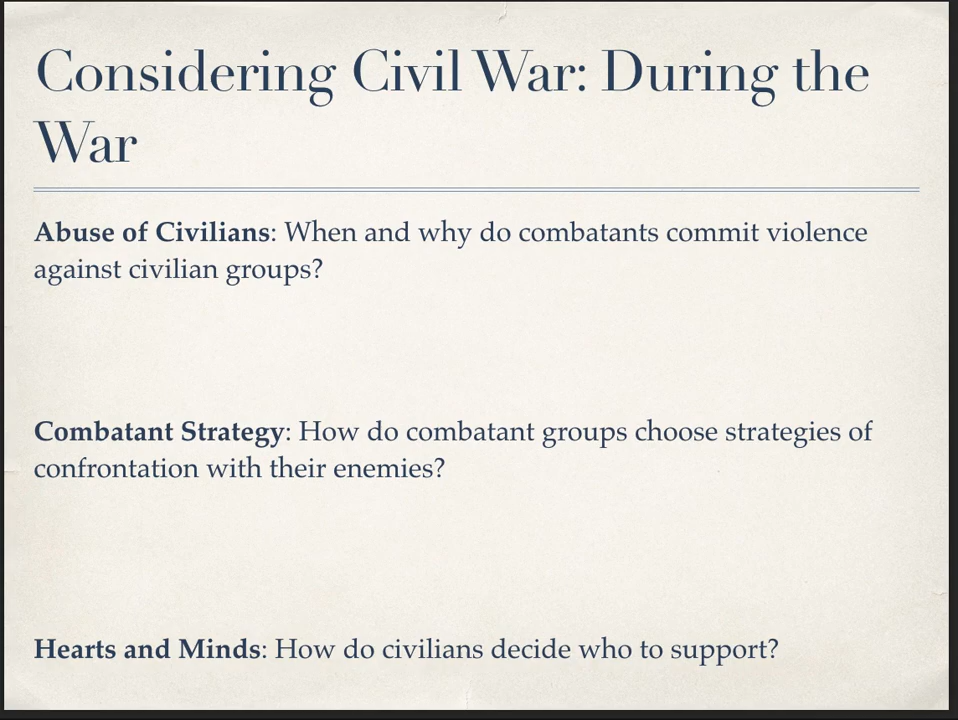 Considering Civil War: During the
War
Abuse of Civilians: When and why do combatants commit violence
against civilian groups?
Combatant Strategy: How do combatant groups choose strategies of
confrontation with their enemies?
Hearts and Minds: How do civilians decide who to support?